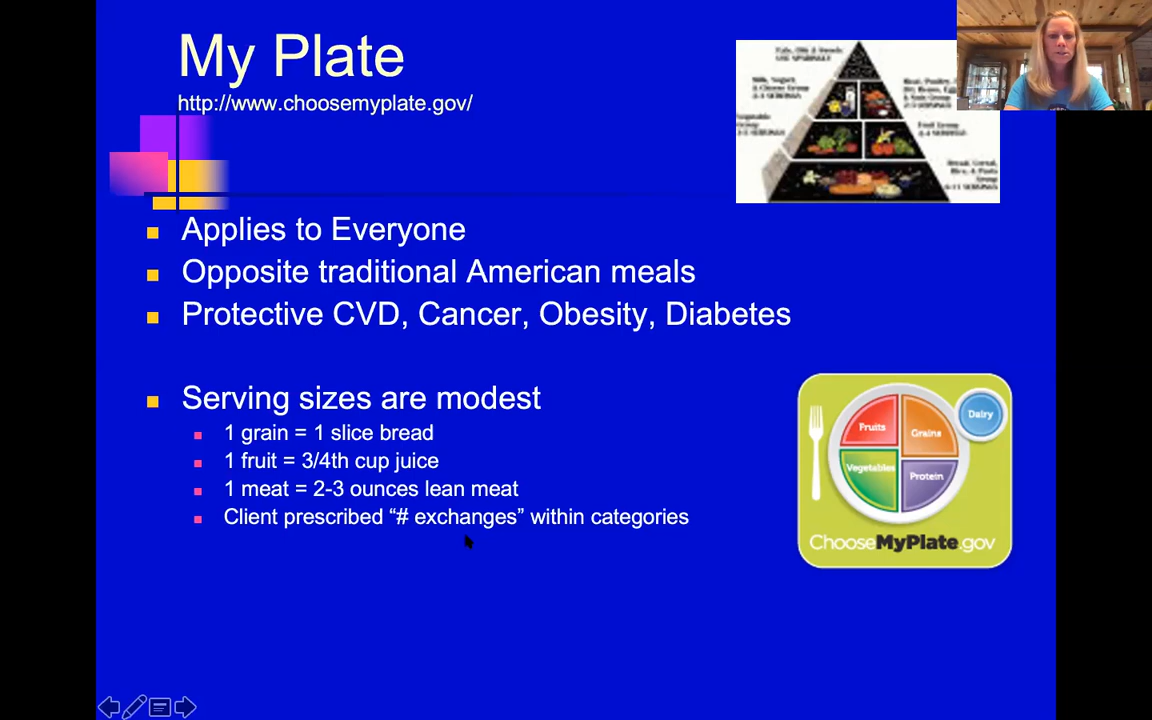 My Plate
http://www.choosemyplate.gov/
Applies to Everyone
Opposite traditional American meals
Protective CVD, Cancer, Obesity, Diabetes
Serving sizes are modest
1 grain = 1 slice bread
1 fruit = 3/4th cup juice
1 meat = 2-3 ounces lean meat
Client prescribed “# exchanges” within categories
Dairy
Fruits
Grains
Vegetables
Protein
ChooseMyPlate.gov